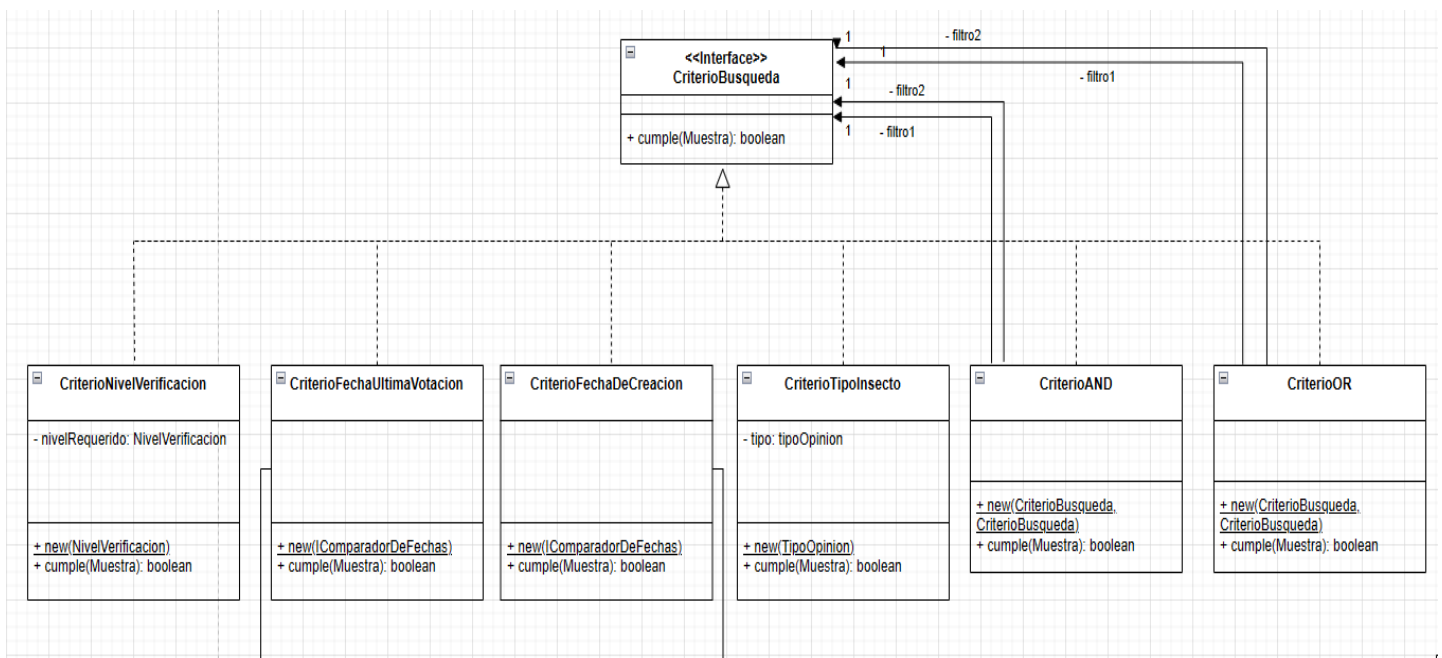 1
- filtro2
<<Interface>>
CriterioBusqueda
1
- filtro1
1
- filtro2
+ cumple(Muestra): boolean
1
- filtro1
CriterioNivelVerificacion
- nivelRequerido: NivelVerificacion
+ new(NivelVerificacion)
+ cumple(Muestra): boolean
CriterioFechaUltimaVotacion
+ new(IComparadorDeFechas)
+ cumple(Muestra): boolean
CriterioFechaDeCreacion
+ new(IComparadorDeFechas)
+ cumple(Muestra): boolean
CriterioTipoInsecto
- tipo: tipoOpinion
+ new(TipoOpinion)
+ cumple(Muestra): boolean
CriterioAND
+ new(CriterioBusqueda,
CriterioBusqueda)
+ cumple(Muestra): boolean
CriterioOR
+ new(CriterioBusqueda,
CriterioBusqueda)
+ cumple(Muestra): boolean